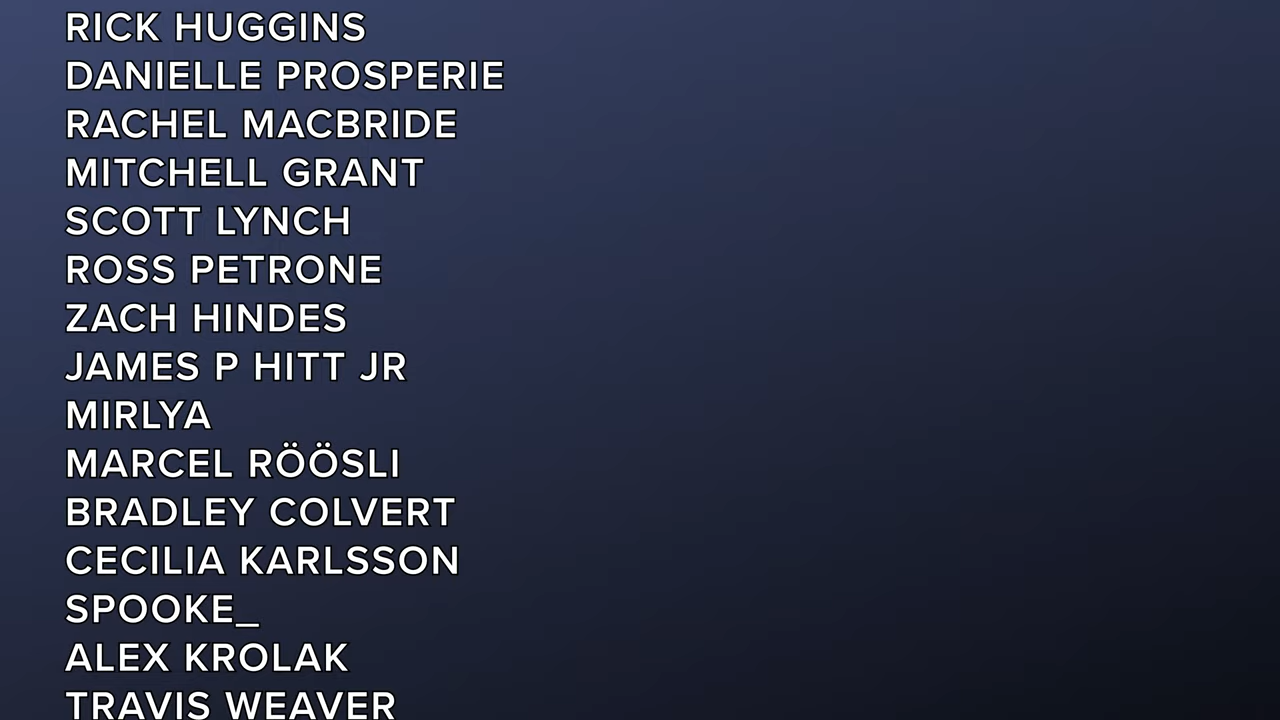 RICK HUGGINS
DANIELLE PROSPERIE
RACHEL MACBRIDE
MITCHELL GRANT
SCOTT LYNCH
ROSS PETRONE
ZACH HINDES
JAMES P HITT JR
MIRLYA
MARCEL RÖÖSLI
BRADLEY COLVERT
CECILIA KARLSSON
SPOOKE_
ALEX KROLAK
TRAVIS WEAVER